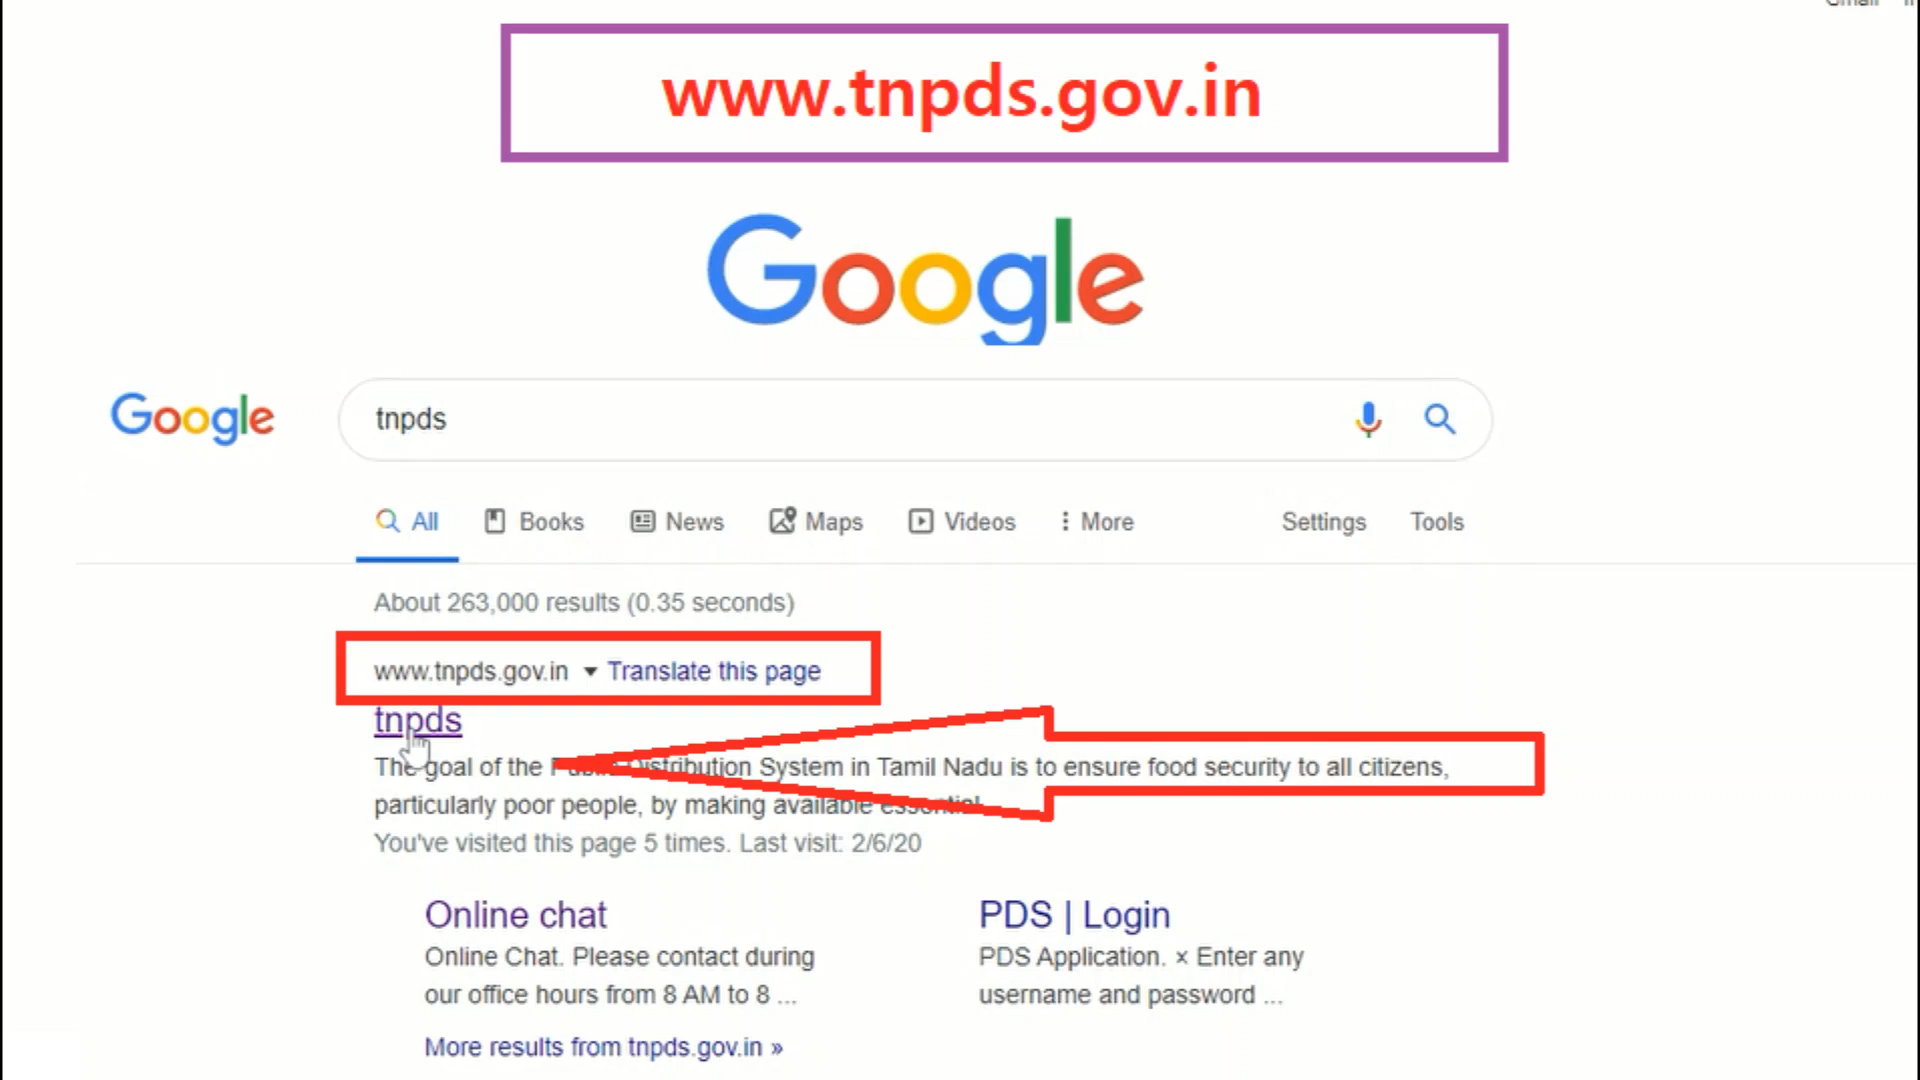 www.tnpds.gov.in
Google
Google
tnpds
All Books News Maps Videos More Settings Tools
About 263,000 results (0.35 seconds)
www.tnpds.gov.in Translate this page
tnpds
The goal of the Public Distribution System in Tamil Nadu is to ensure food security to all citizens,
particularly poor people, by making available essential
You've visited this page 5 times. Last visit: 2/6/20
Online chat
Online Chat. Please contact during
our office hours from 8 AM to 8 ...
More results from tnpds.gov.in »
PDS | Login
PDS Application. × Enter any
username and password ...